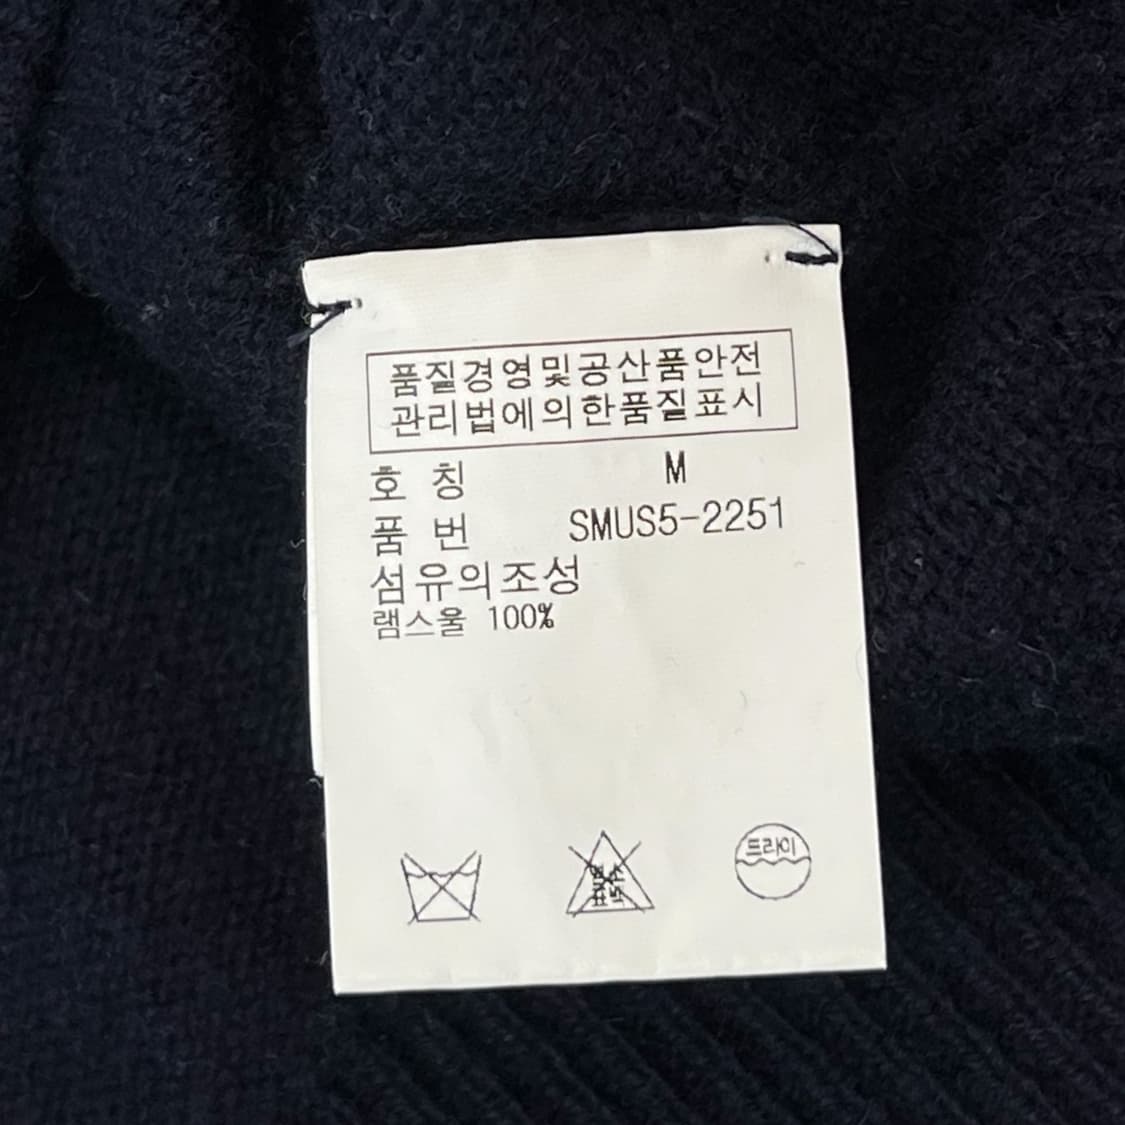 품질경영및공산품안전
관리법에의한품질표시
호 칭 M
품 번 SMUS5-2251
섬유의조성
램스울 100%
드라이